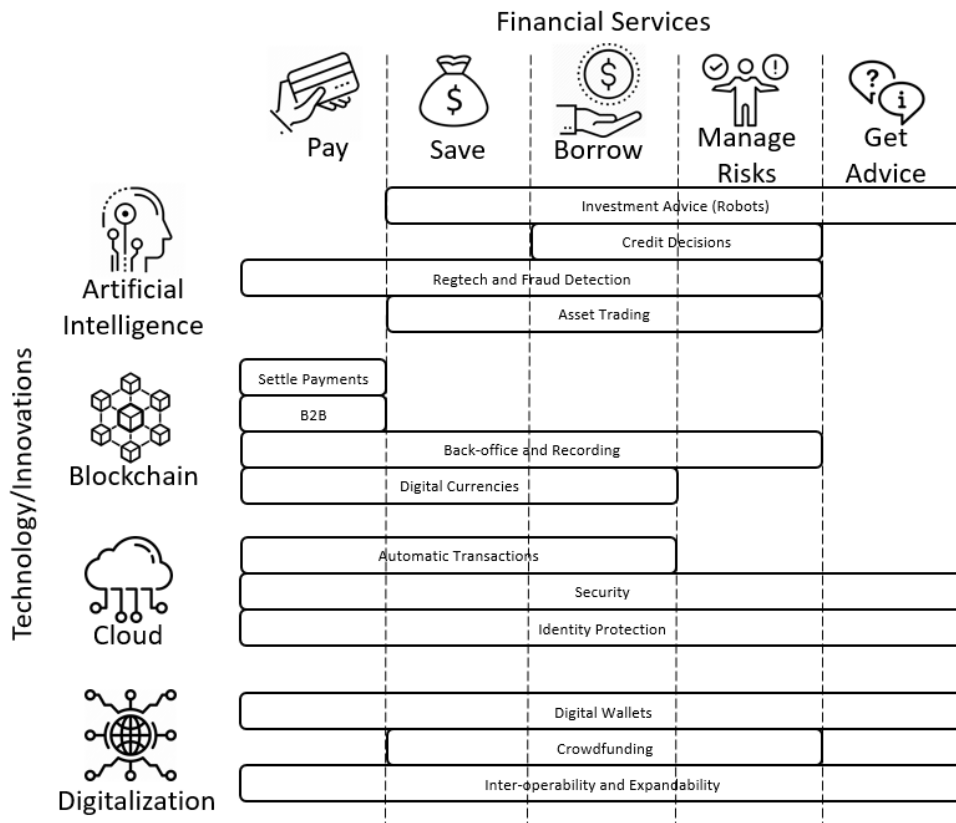 Financial Services
Pay
Save
Borrow
Manage
Risks
Get
Advice
Technology/Innovations
Artificial
Intelligence
Investment Advice (Robots)
Credit Decisions
Regtech and Fraud Detection
Asset Trading
Blockchain
Settle Payments
B2B
Back-office and Recording
Digital Currencies
Cloud
Automatic Transactions
Security
Identity Protection
Digitalization
Digital Wallets
Crowdfunding
Inter-operability and Expandability